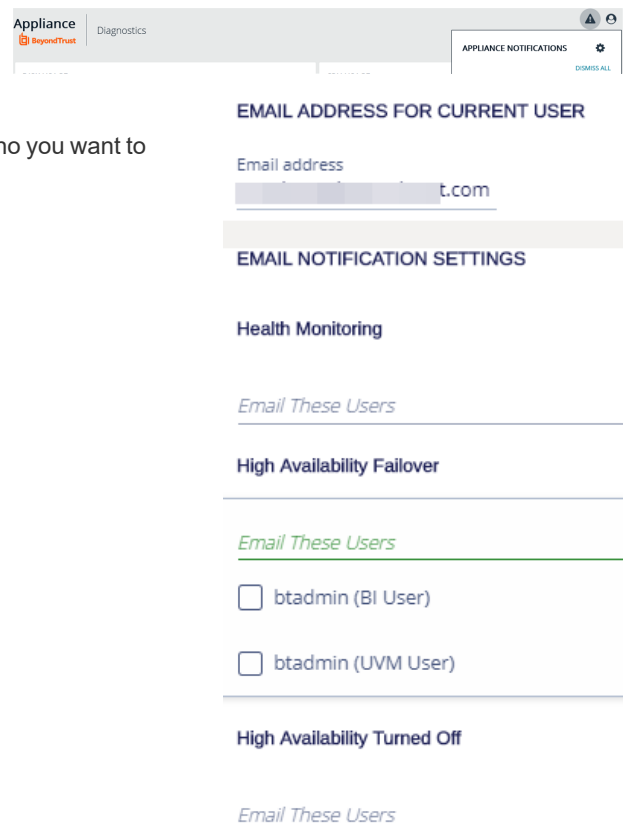 Appliance
BeyondTrust
Diagnostics
APPLIANCE NOTIFICATIONS
DISMISS ALL
EMAIL ADDRESS FOR CURRENT USER
you want to
Email address
t.com
EMAIL NOTIFICATION SETTINGS
Health Monitoring
Email These Users
High Availability Failover
Email These Users
btadmin (BI User)
btadmin (UVM User)
High Availability Turned Off
Email These Users